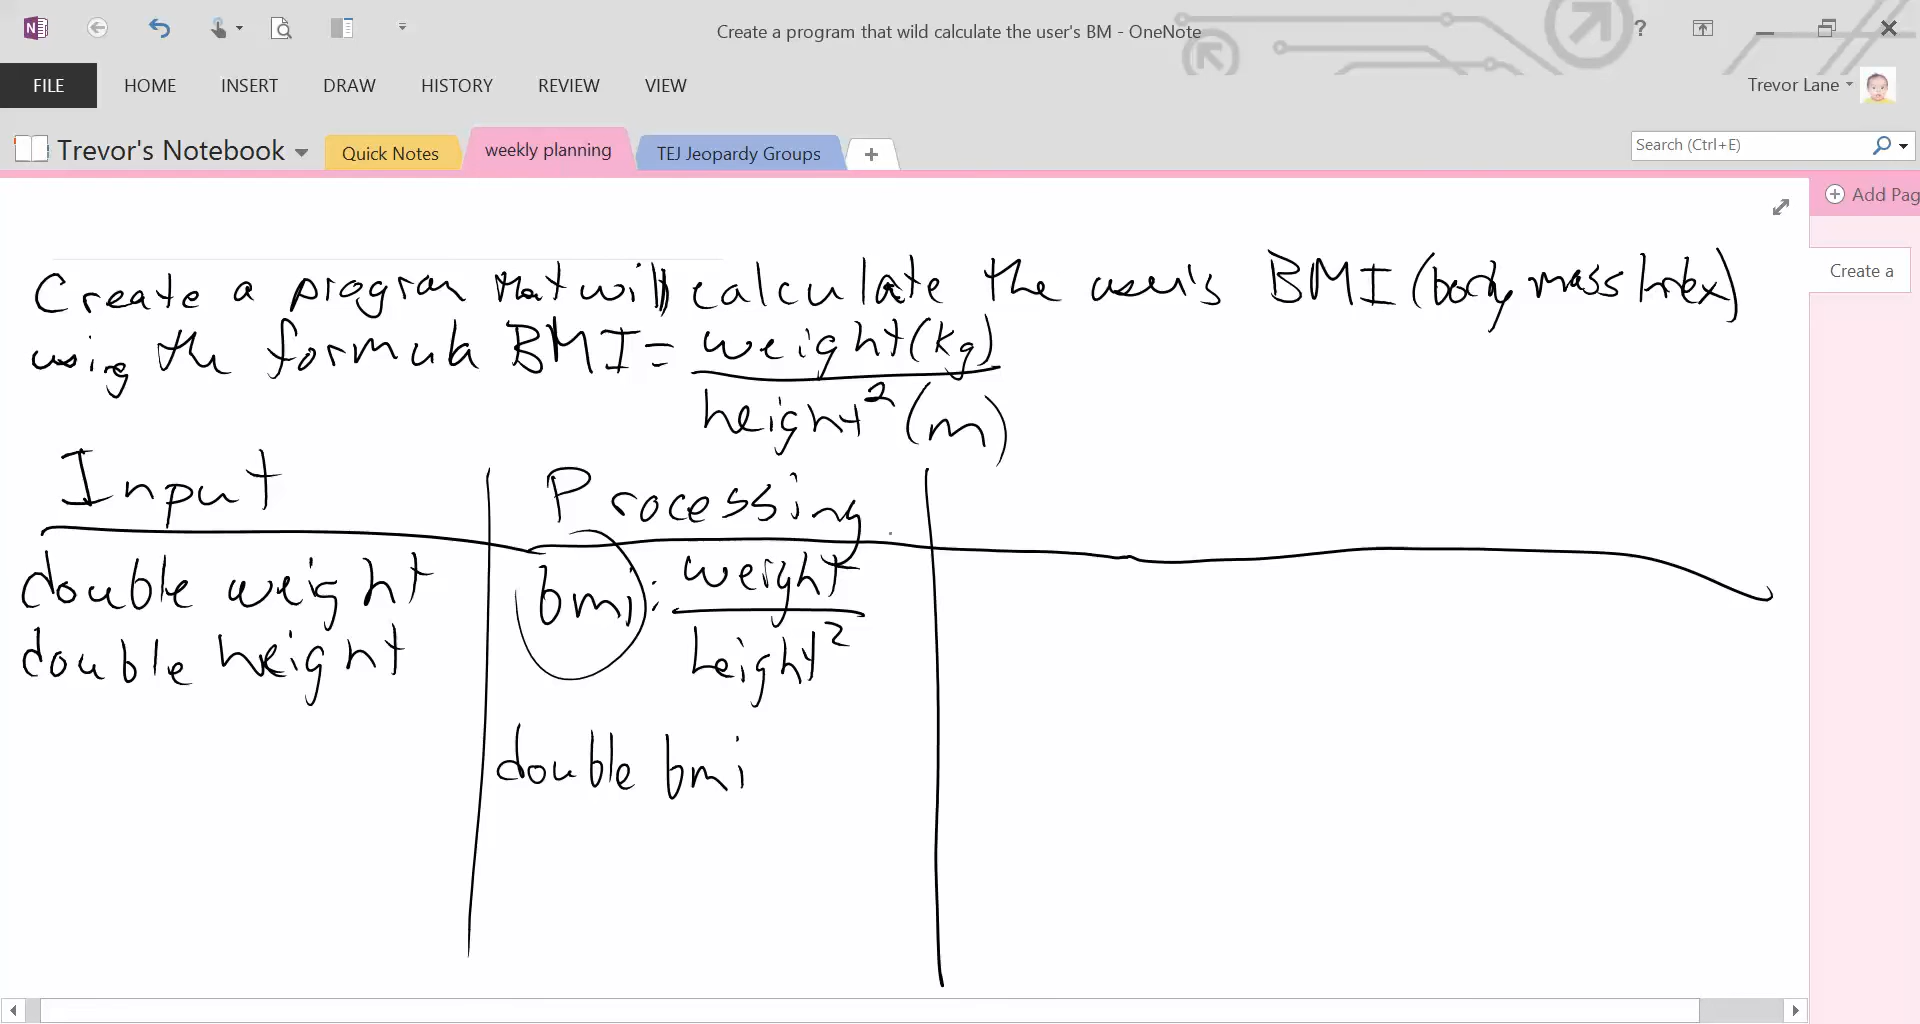 Create a program that wild calculate the user's BM - OneNote
?
FILE HOME INSERT DRAW HISTORY REVIEW VIEW
Trevor Lane
Trevor's Notebook Quick Notes weekly planning TEJ Jeopardy Groups +
Search (Ctrl+E)
Add Pag
Create a
Create a program that will calculate the user's BMI (body mass Index)
using the formula BMI = weight (kg)
height² (m)
Input
Processing
double weight
double height
bmi: weight
height²
double bmi